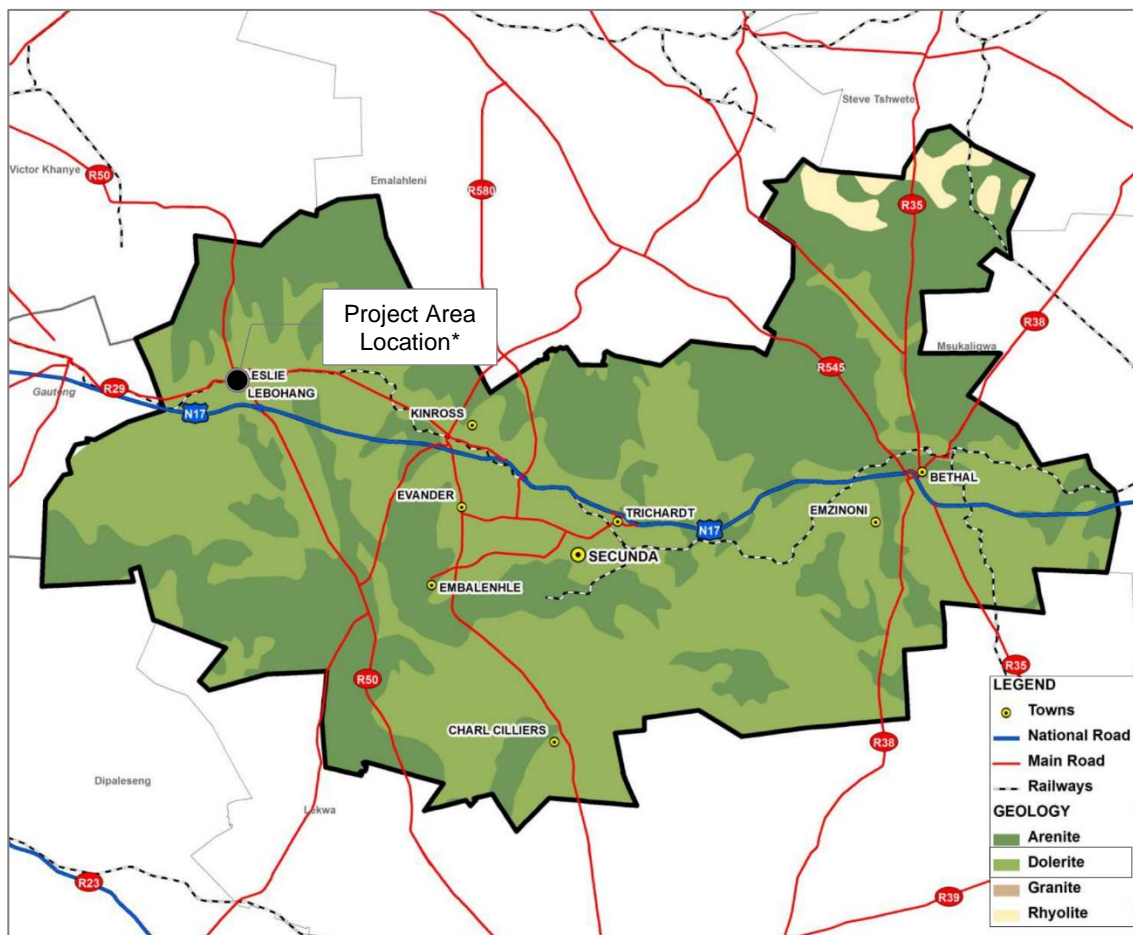 Steve Tshwete
Victor Khanye
R50
Emalahleni
R580
R35
Project Area
Location*
R38
Msukaligwa
R545
Gauteng
R29
ESLIE
LEBOHANG
N17
KINROSS
BETHAL
EVANDER
TRICHARDT
EMZINONI
N17
SECUNDA
EMBALENHLE
R50
R35
CHARL CILLIERS
R38
Dipaleseng
Lekwa
R23
R39
LEGEND
Towns
National Road
Main Road
Railways
GEOLOGY
Arenite
Dolerite
Granite
Rhyolite